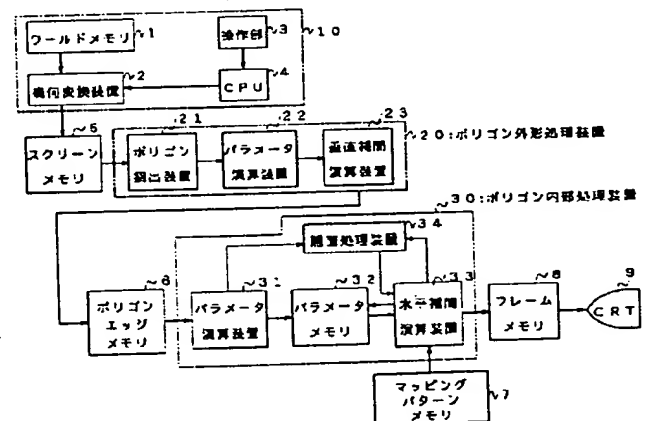 ワールドメモリ
1
操作部
3
10
幾何変換装置
2
CPU
4
5
スクリーン
メモリ
21
ポリゴン
22
パラメータ
演算装置
23
垂直補間
演算装置
20:ポリゴン外形処理装置
30:ポリゴン内部処理装置
34
処理装置
6
ポリゴン
エッジ
メモリ
31
パラメータ
演算装置
32
パラメータ
メモリ
33
水平補間
演算装置
8
フレーム
メモリ
9
CRT
マッピング
パターン
メモリ
7